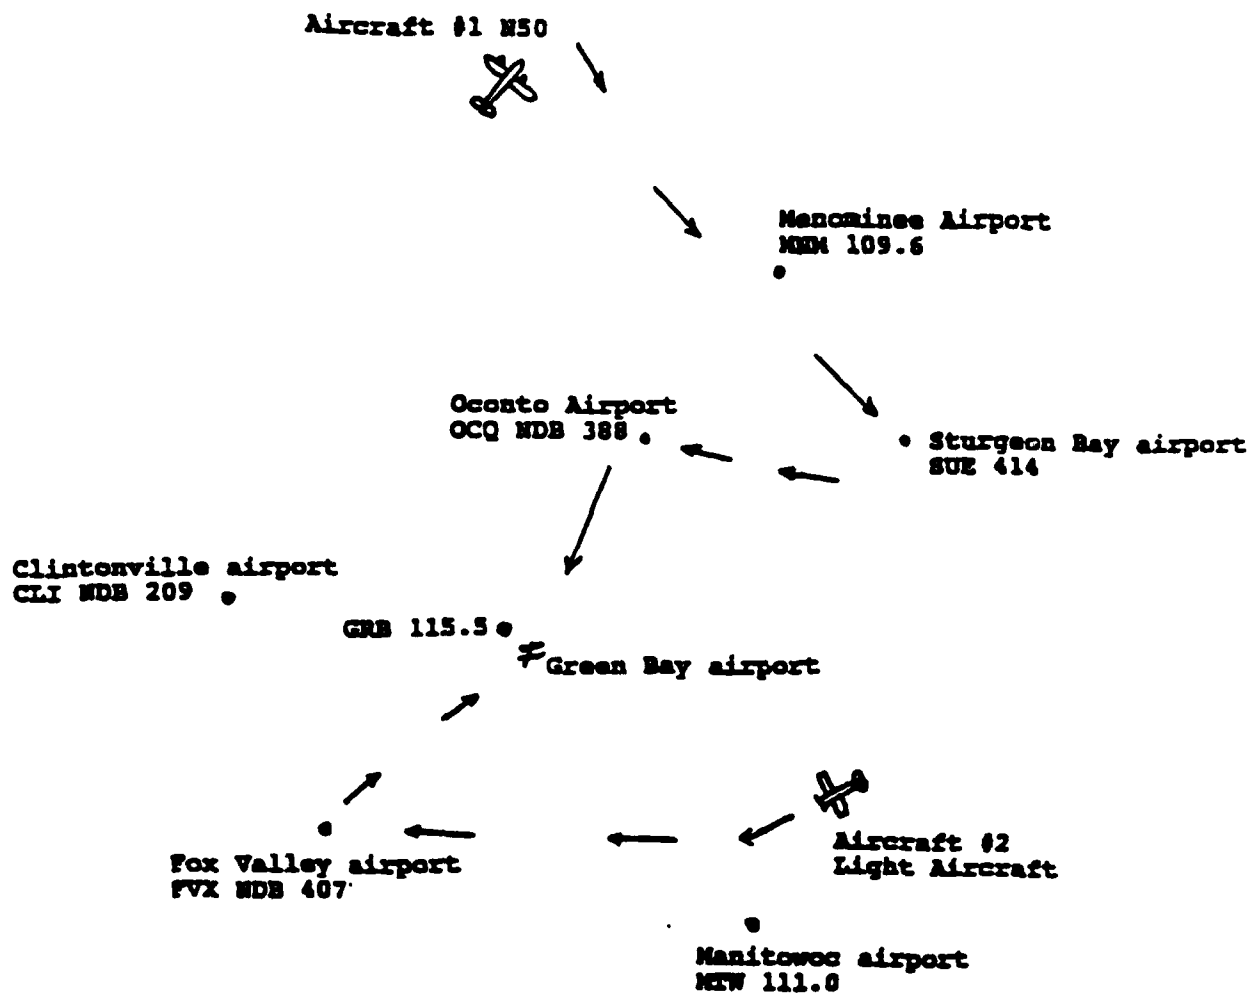 Aircraft #1 N50
Menominee Airport
MNM 109.6
Oconto Airport
OCQ NDB 388
Sturgeon Bay airport
SUE 414
Clintonville airport
CLI NDB 209
GRB 115.5
Green Bay airport
Aircraft #2
Light Aircraft
Fox Valley airport
FVX NDB 407
Manitowoc airport
MTW 111.0